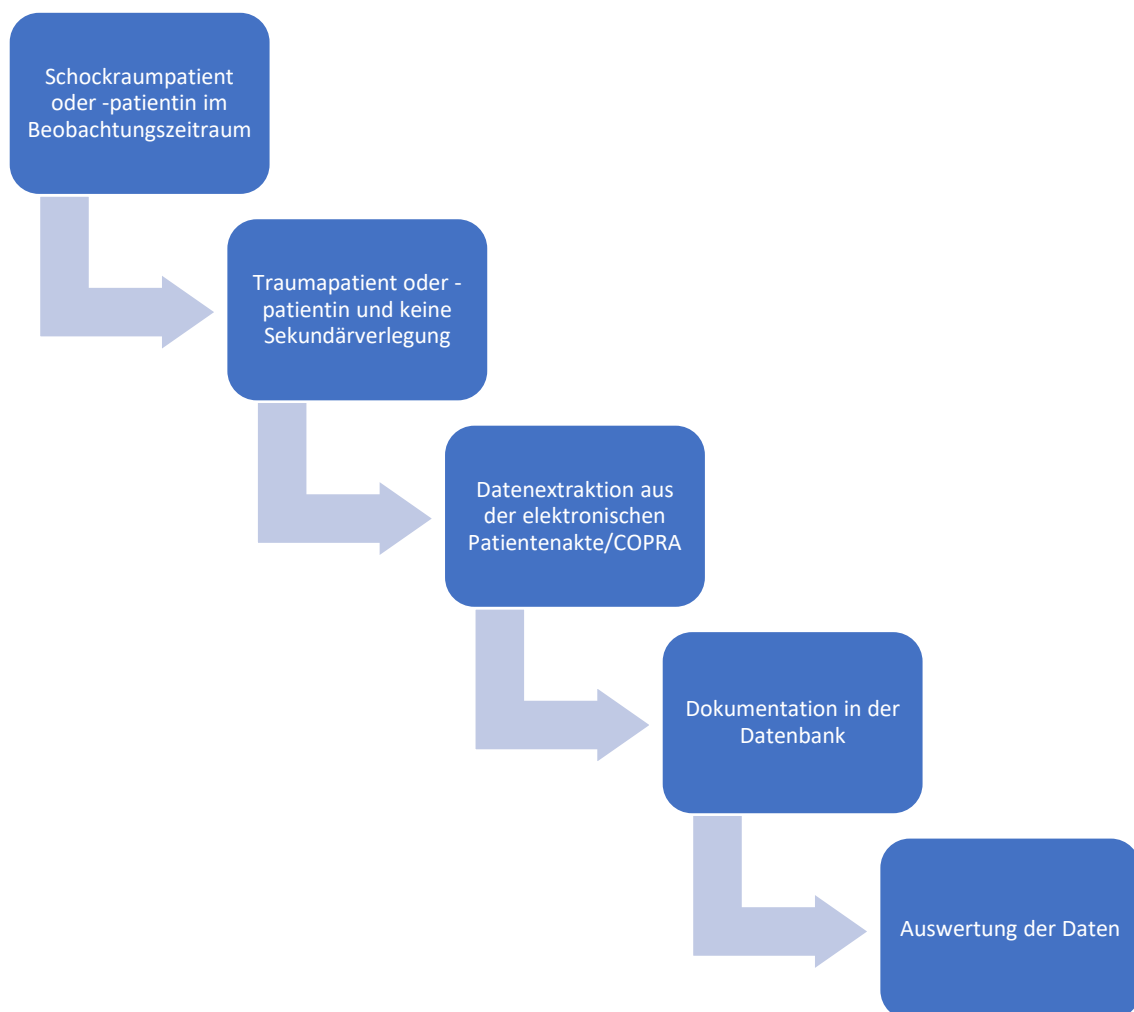 Schockraumpatient
oder -patientin im
Beobachtungszeitraum
Traumapatient oder -
patientin und keine
Sekundärverlegung
Datenextraktion aus
der elektronischen
Patientenakte/COPRA
Dokumentation in der
Datenbank
Auswertung der Daten